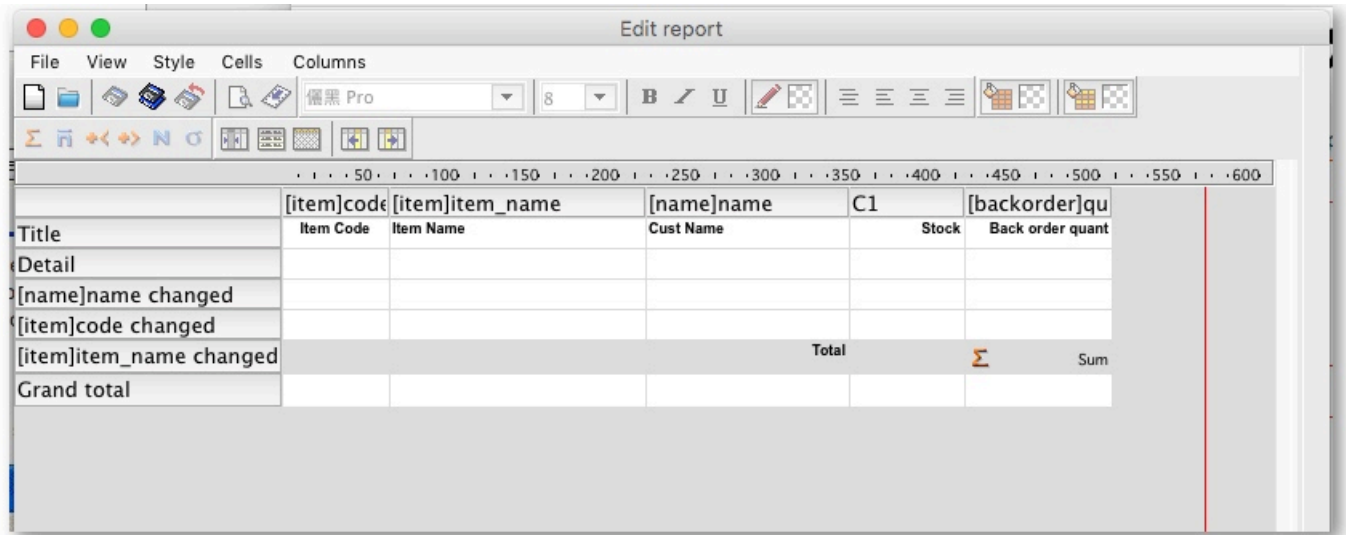 Edit report
File View Style Cells Columns
儷黑 Pro 8 B I U
Σ n N σ
50 100 150 200 250 300 350 400 450 500 550 600
[item]code [item]item_name [name]name C1 [backorder]qu
Title Item Code Item Name Cust Name Stock Back order quant
Detail
[name]name changed
[item]code changed
[item]item_name changed Total Σ Sum
Grand total